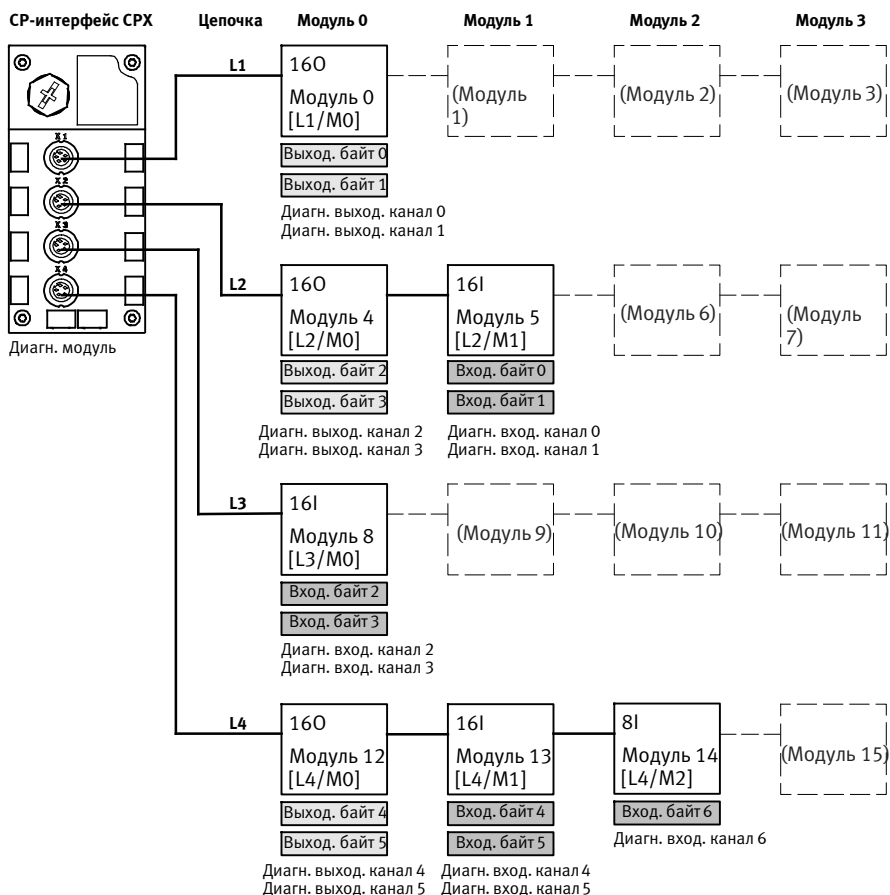 CP-интерфейс CPX Цепочка Модуль 0 Модуль 1 Модуль 2 Модуль 3
X1
X2
X3
X4
Диагн. модуль
L1
16O
Модуль 0
[L1/M0]
Выход. байт 0
Выход. байт 1
Диагн. выход. канал 0
Диагн. выход. канал 1
(Модуль
1)
(Модуль 2)
(Модуль 3)
L2
16O
Модуль 4
[L2/M0]
Выход. байт 2
Выход. байт 3
Диагн. выход. канал 2
Диагн. выход. канал 3
16I
Модуль 5
[L2/M1]
Вход. байт 0
Вход. байт 1
Диагн. вход. канал 0
Диагн. вход. канал 1
(Модуль 6)
(Модуль
7)
L3
16I
Модуль 8
[L3/M0]
Вход. байт 2
Вход. байт 3
Диагн. вход. канал 2
Диагн. вход. канал 3
(Модуль 9)
(Модуль 10)
(Модуль 11)
L4
16O
Модуль 12
[L4/M0]
Выход. байт 4
Выход. байт 5
Диагн. выход. канал 4
Диагн. выход. канал 5
16I
Модуль 13
[L4/M1]
Вход. байт 4
Вход. байт 5
Диагн. вход. канал 4
Диагн. вход. канал 5
8I
Модуль 14
[L4/M2]
Вход. байт 6
Диагн. вход. канал 6
(Модуль 15)